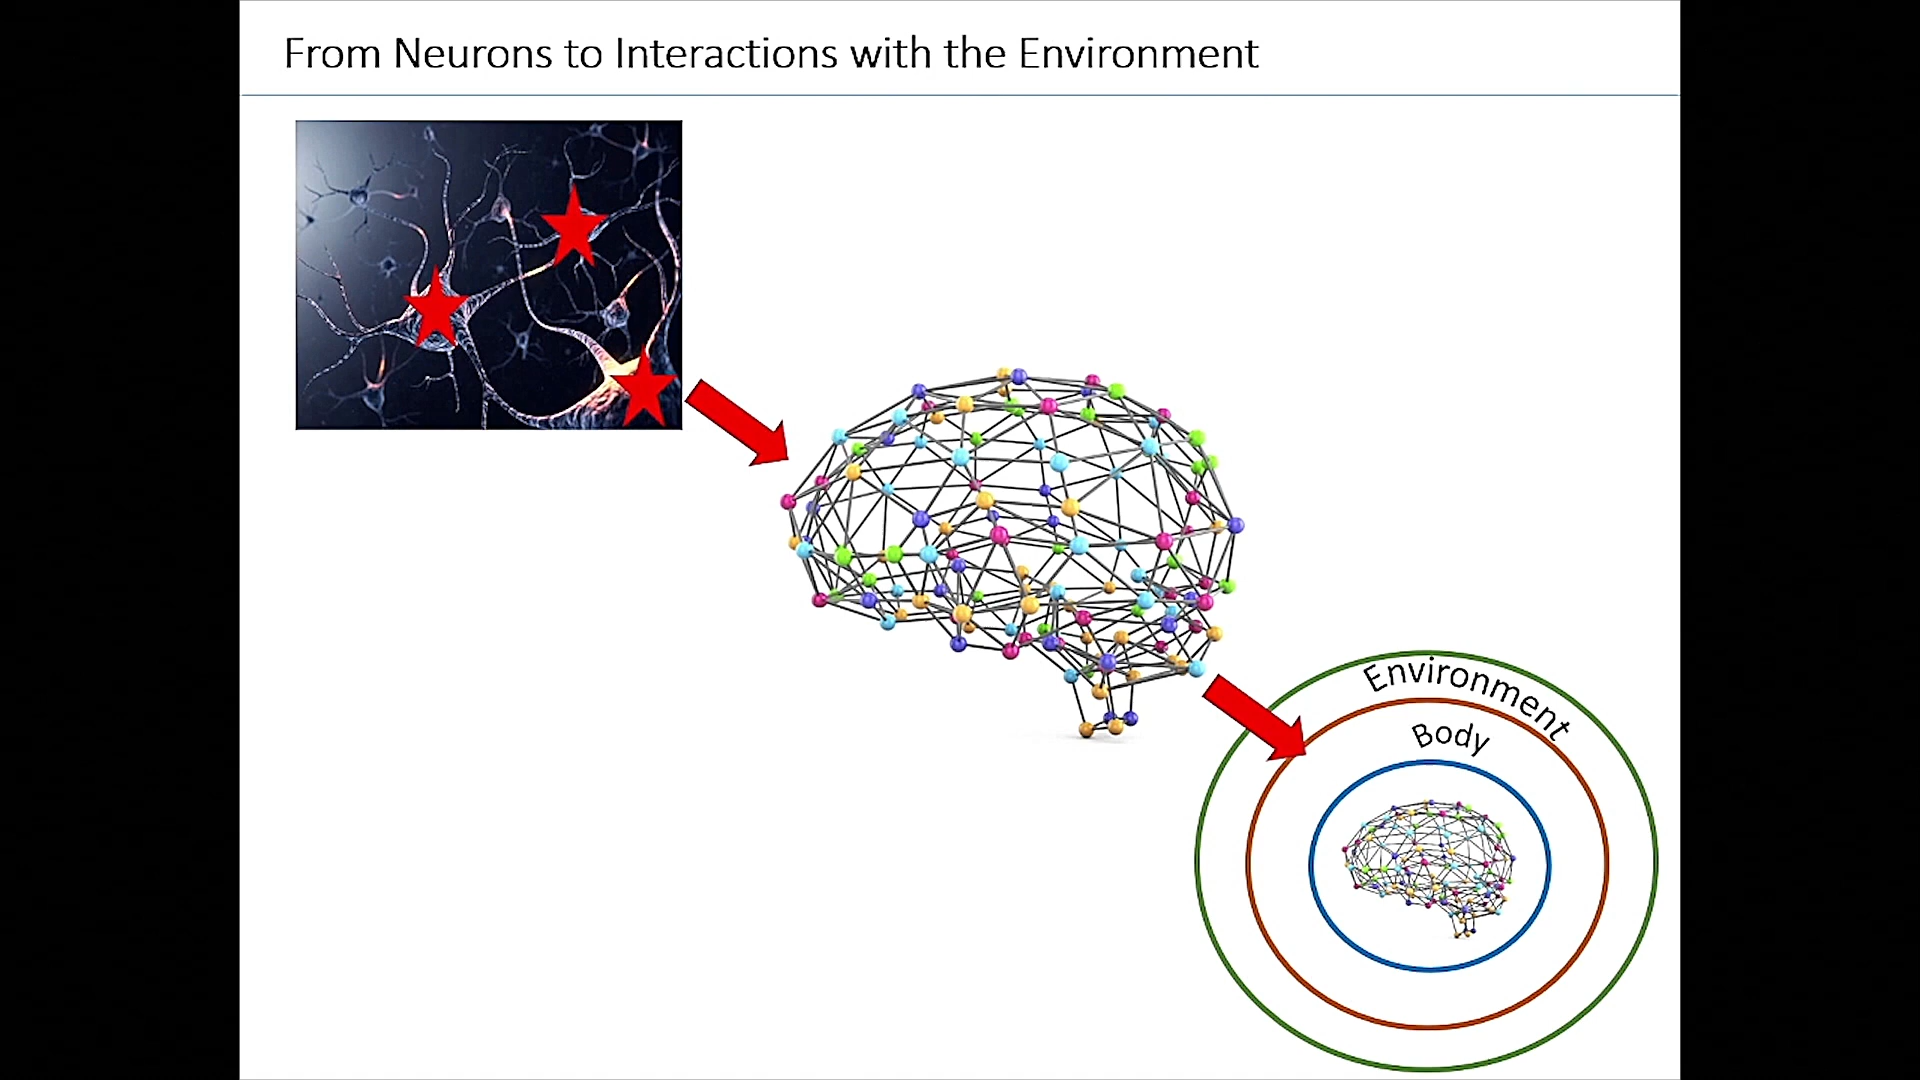 From Neurons to Interactions with the Environment
Environment
Body